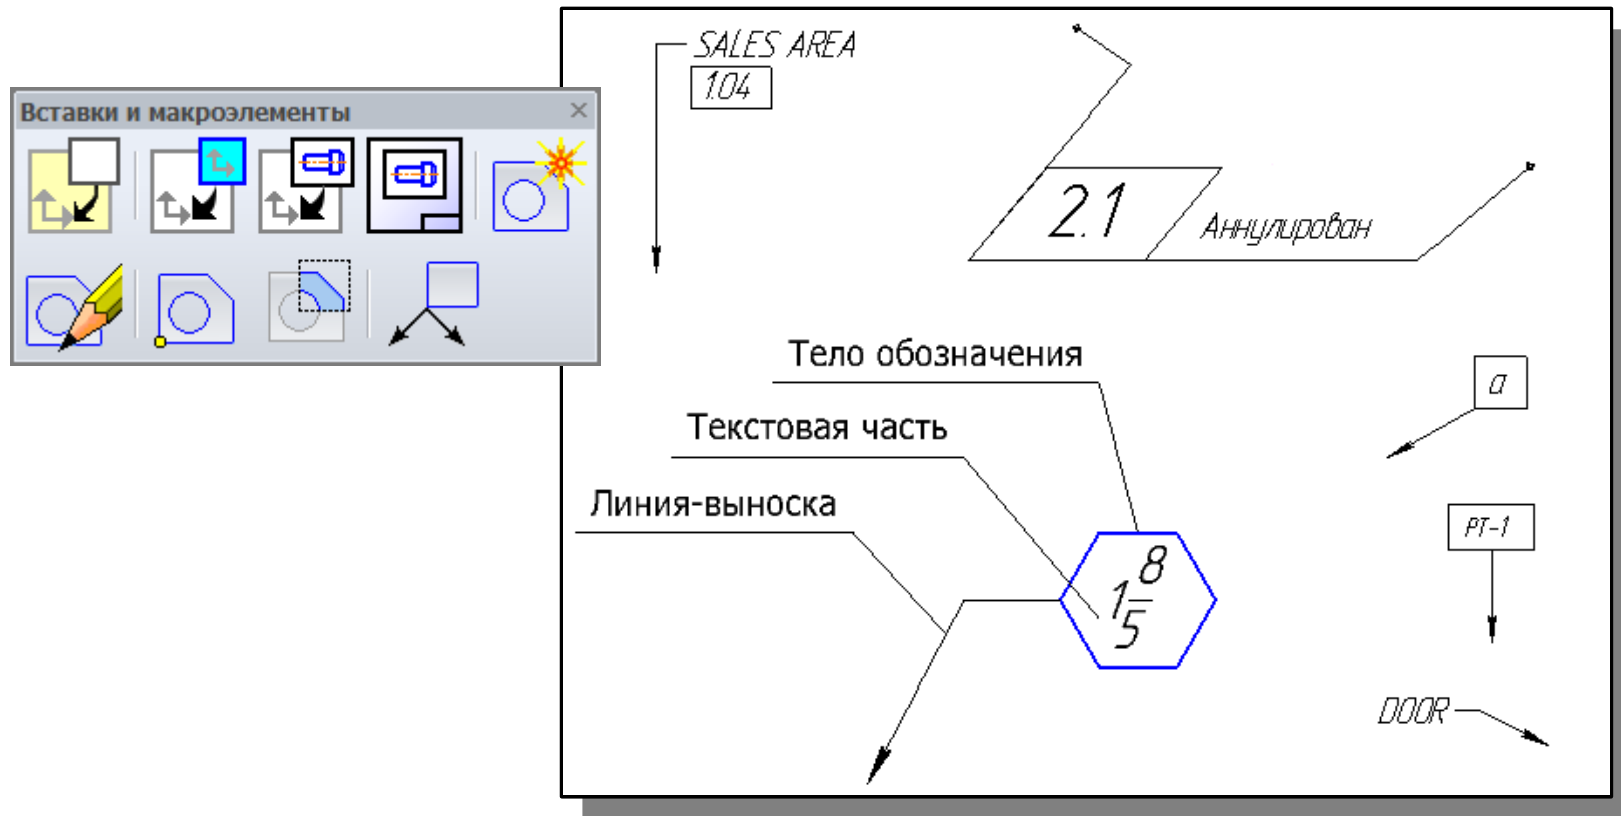 Вставки и макроэлементы
SALES AREA
1.04
2.1
Аннулирован
Тело обозначения
a
Текстовая часть
Линия-выноска
PT-1
8
1
5
DOOR